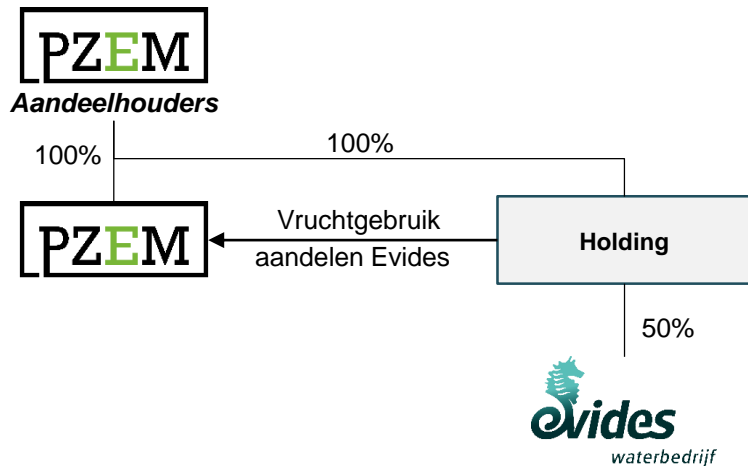 PZEM
Aandeelhouders
100%
100%
PZEM
Vruchtgebruik
aandelen Evides
Holding
50%
evides
waterbedrijf